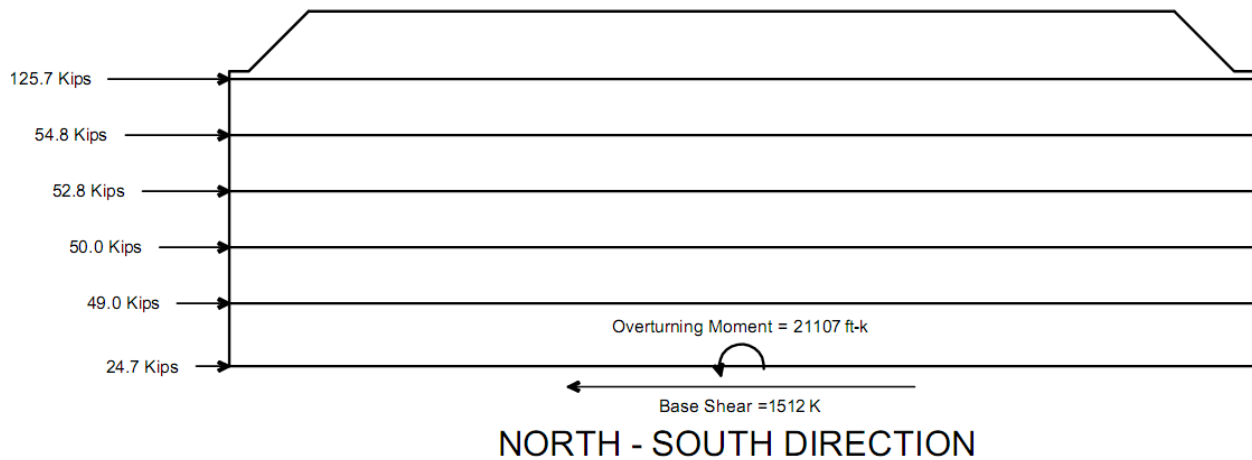 125.7 Kips
54.8 Kips
52.8 Kips
50.0 Kips
49.0 Kips
Overturning Moment = 21107 ft-k
24.7 Kips
Base Shear =1512 K
NORTH - SOUTH DIRECTION